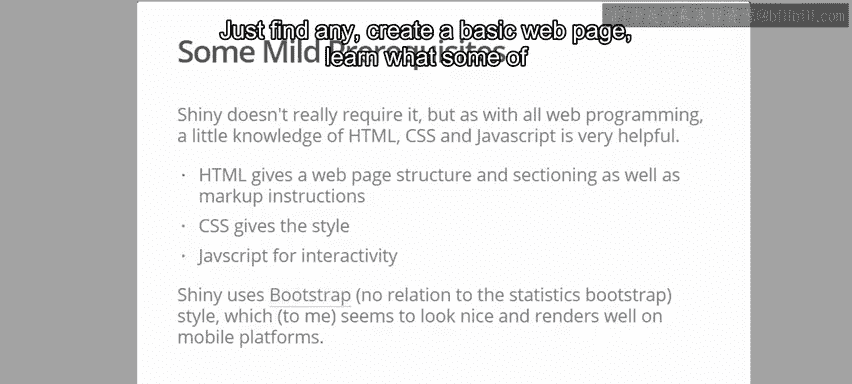 @bilibili.com
Just find any, create a basic web page,
learn what some of
Some Mild Prerequisites
Shiny doesn't really require it, but as with all web programming,
a little knowledge of HTML, CSS and Javascript is very helpful.
· HTML gives a web page structure and sectioning as well as
markup instructions
· CSS gives the style
· Javscript for interactivity
Shiny uses Bootstrap (no relation to the statistics bootstrap)
style, which (to me) seems to look nice and renders well on
mobile platforms.